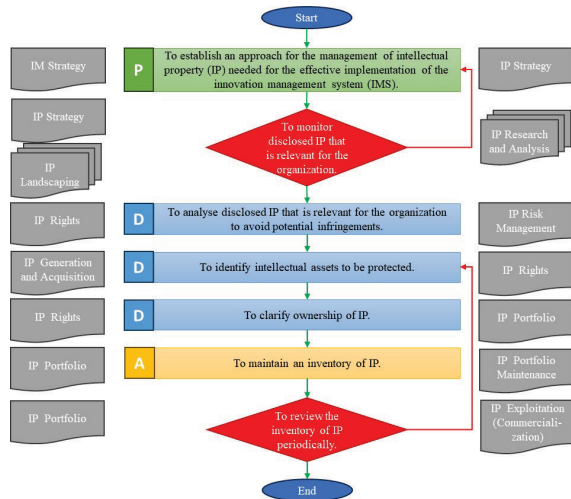 Start
IM Strategy
P
To establish an approach for the management of intellectual
property (IP) needed for the effective implementation of the
innovation management system (IMS).
IP Strategy
IP Strategy
To monitor
disclosed IP that
is relevant for the
organization.
IP Research
and Analysis
IP
Landscaping
IP Rights
D
To analyse disclosed IP that is relevant for the organization
to avoid potential infringements.
IP Risk
Management
IP Generation
and Acquisition
D
To identify intellectual assets to be protected.
IP Rights
IP Rights
D
To clarify ownership of IP.
IP Portfolio
IP Portfolio
A
To maintain an inventory of IP.
IP Portfolio
Maintenance
IP Portfolio
To review the
inventory of IP
periodically.
IP Exploitation
(Commerciali-
zation)
End